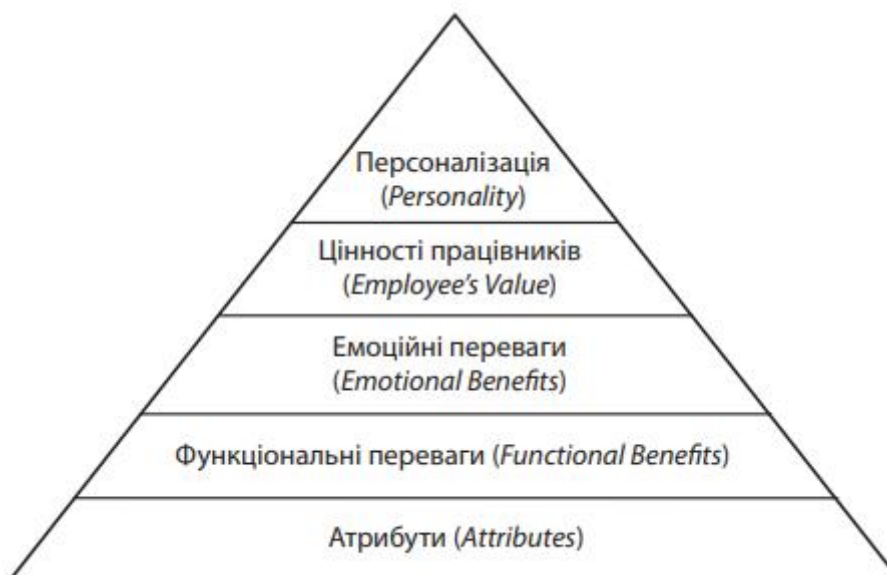 Персоналізація
(Personality)
Цінності працівників
(Employee's Value)
Емоційні переваги
(Emotional Benefits)
Функціональні переваги (Functional Benefits)
Атрибути (Attributes)